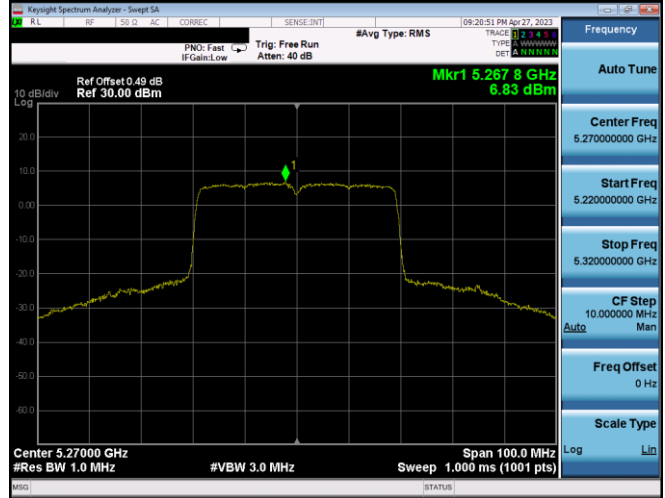 Keysight Spectrum Analyzer - Swept SA
RL RF 50 Ω AC CORREC SENSE:INT 09:20:51 PM Apr 27, 2023
#Avg Type: RMS
TRACE 1 2 3 4 5 6
TYPE A WWWWW
DET A NNNNN
PNO: Fast
IFGain:Low
Trig: Free Run
Atten: 40 dB
Frequency
Auto Tune
Center Freq
5.270000000 GHz
Start Freq
5.220000000 GHz
Stop Freq
5.320000000 GHz
CF Step
10.000000 MHz
Auto Man
Freq Offset
0 Hz
Scale Type
Log Lin
Mkr1 5.267 8 GHz
6.83 dBm
Ref Offset 0.49 dB
10 dB/div Ref 30.00 dBm
Log
20.0
10.0
0.00
-10.0
-20.0
-30.0
-40.0
-50.0
-60.0
1
Center 5.27000 GHz Span 100.0 MHz
#Res BW 1.0 MHz #VBW 3.0 MHz Sweep 1.000 ms (1001 pts)
MSG STATUS